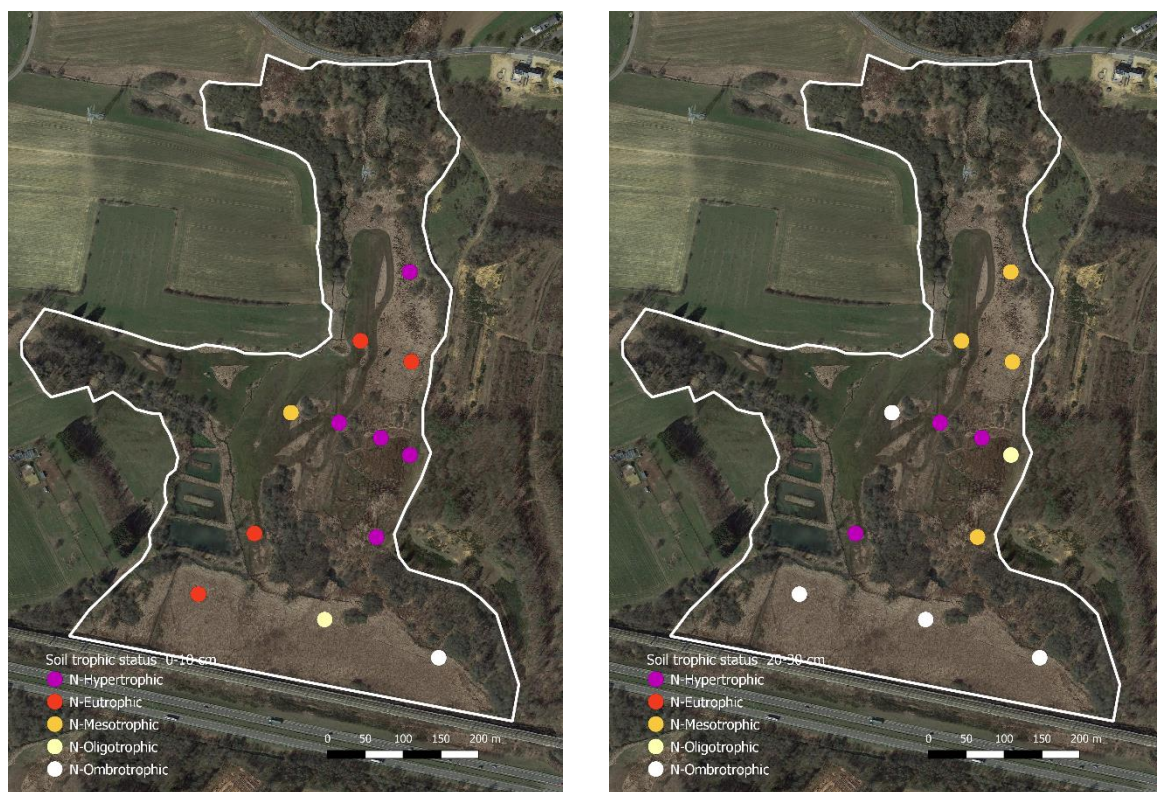 Soil trophic status 0-10 cm
N-Hypertrophic
N-Eutrophic
N-Mesotrophic
N-Oligotrophic
N-Ombrotrophic
0 50 100 150 200 m
Soil trophic status 20-30 cm
N-Hypertrophic
N-Eutrophic
N-Mesotrophic
N-Oligotrophic
N-Ombrotrophic
0 50 100 150 200 m